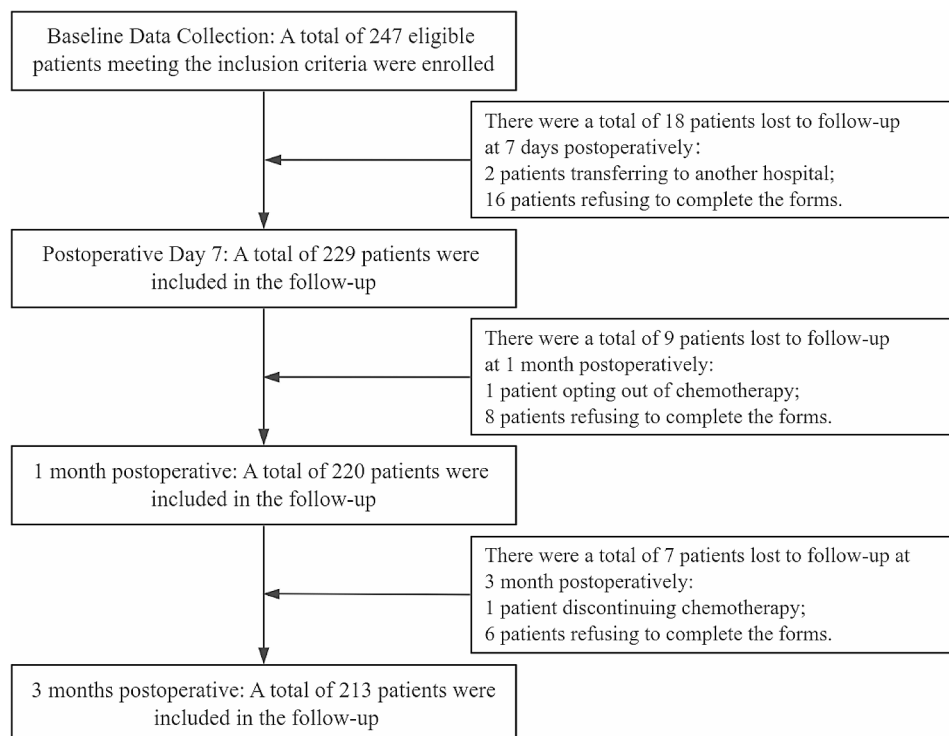 Baseline Data Collection: A total of 247 eligible
patients meeting the inclusion criteria were enrolled
There were a total of 18 patients lost to follow-up
at 7 days postoperatively：
2 patients transferring to another hospital;
16 patients refusing to complete the forms.
Postoperative Day 7: A total of 229 patients were
included in the follow-up
There were a total of 9 patients lost to follow-up
at 1 month postoperatively:
1 patient opting out of chemotherapy;
8 patients refusing to complete the forms.
1 month postoperative: A total of 220 patients were
included in the follow-up
There were a total of 7 patients lost to follow-up at
3 month postoperatively:
1 patient discontinuing chemotherapy;
6 patients refusing to complete the forms.
3 months postoperative: A total of 213 patients were
included in the follow-up